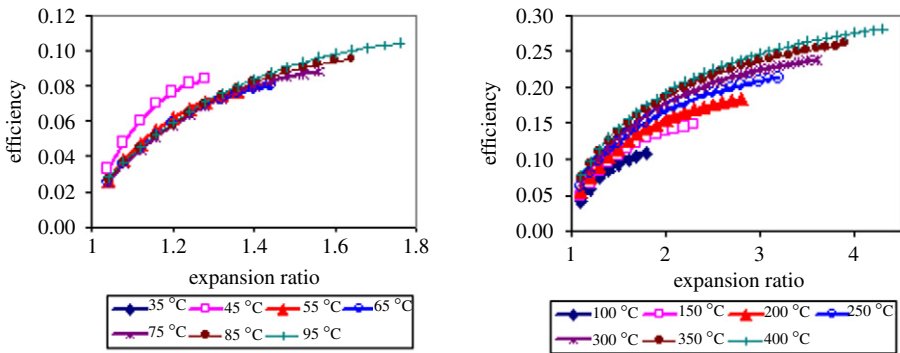 efficiency
0.12
0.10
0.08
0.06
0.04
0.02
0.00
1 1.2 1.4 1.6 1.8
expansion ratio
35 °C 45 °C 55 °C 65 °C
75 °C 85 °C 95 °C
efficiency
0.30
0.25
0.20
0.15
0.10
0.05
0.00
1 2 3 4
expansion ratio
100 °C 150 °C 200 °C 250 °C
300 °C 350 °C 400 °C